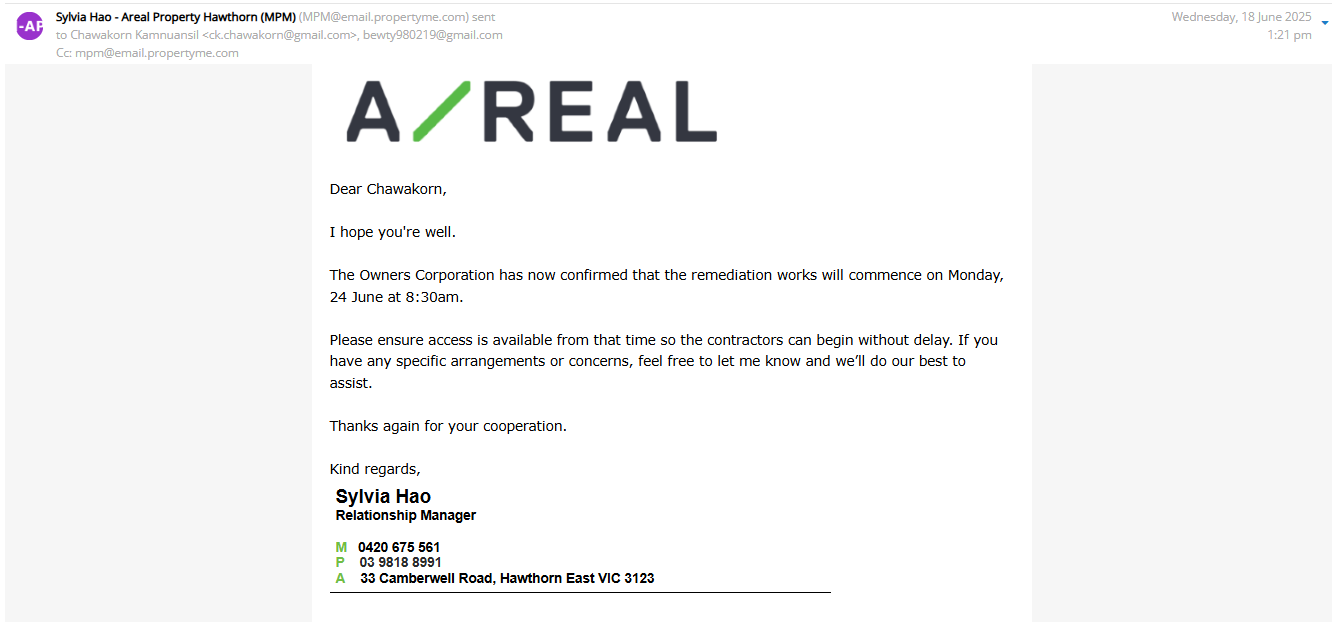 -AP
Sylvia Hao - Areal Property Hawthorn (MPM) (MPM@email.propertyme.com) sent
Wednesday, 18 June 2025
to Chawakorn Kamnuansil <ck.chawakorn@gmail.com>, bewty980219@gmail.com
1:21 pm
Cc: mpm@email.propertyme.com
A/REAL
Dear Chawakorn,
I hope you're well.
The Owners Corporation has now confirmed that the remediation works will commence on Monday,
24 June at 8:30am.
Please ensure access is available from that time so the contractors can begin without delay. If you
have any specific arrangements or concerns, feel free to let me know and we’ll do our best to
assist.
Thanks again for your cooperation.
Kind regards,
Sylvia Hao
Relationship Manager
M 0420 675 561
P 03 9818 8991
A 33 Camberwell Road, Hawthorn East VIC 3123